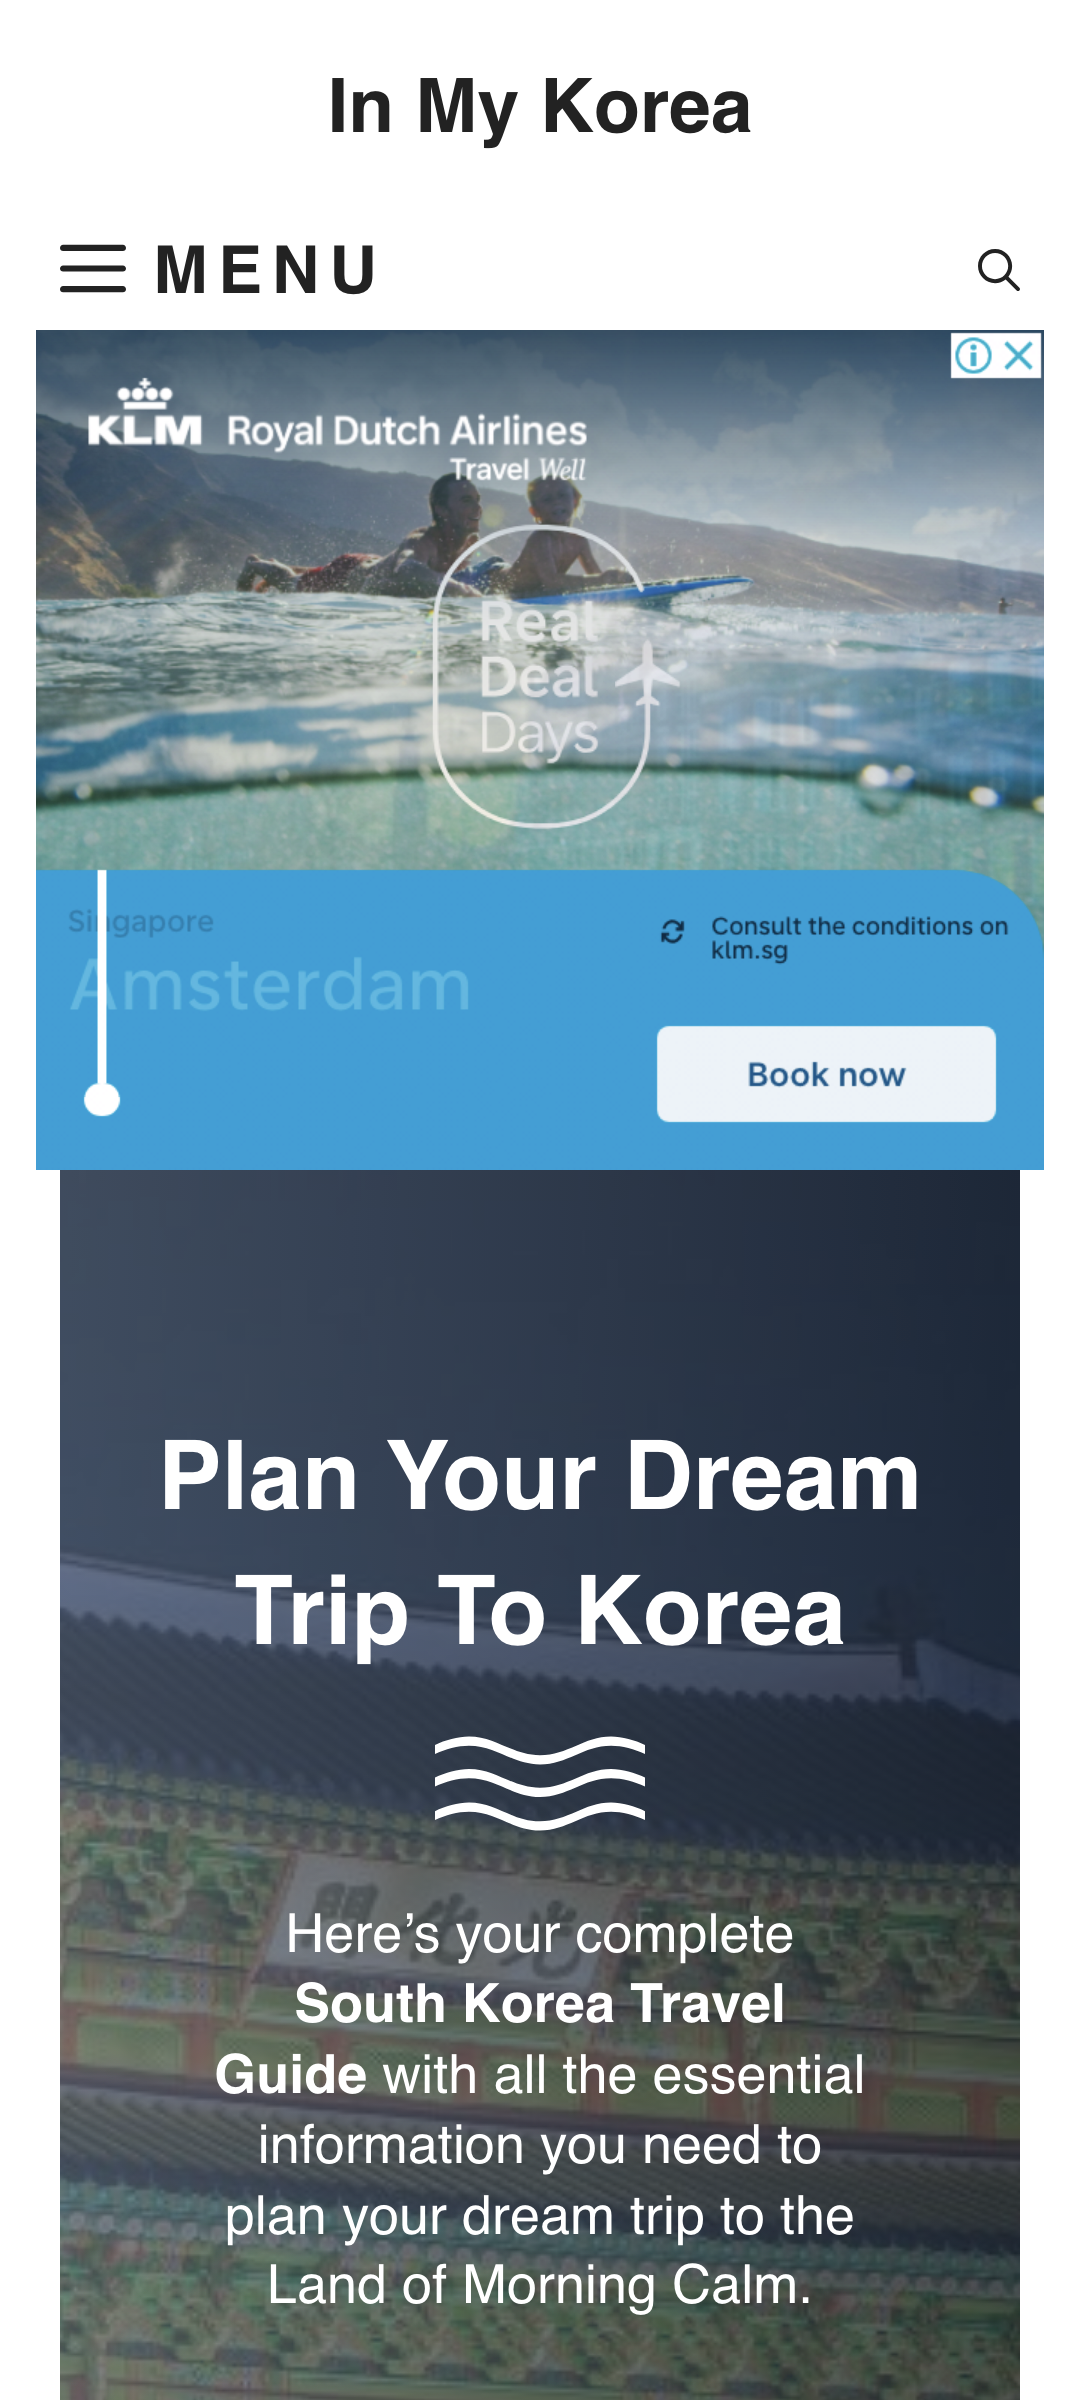 In My Korea
MENU
KLM Royal Dutch Airlines
Travel Well
Real
Deal
Days
Singapore
Amsterdam
Consult the conditions on
klm.sg
Book now
Plan Your Dream
Trip To Korea
Here’s your complete
South Korea Travel
Guide with all the essential
information you need to
plan your dream trip to the
Land of Morning Calm.